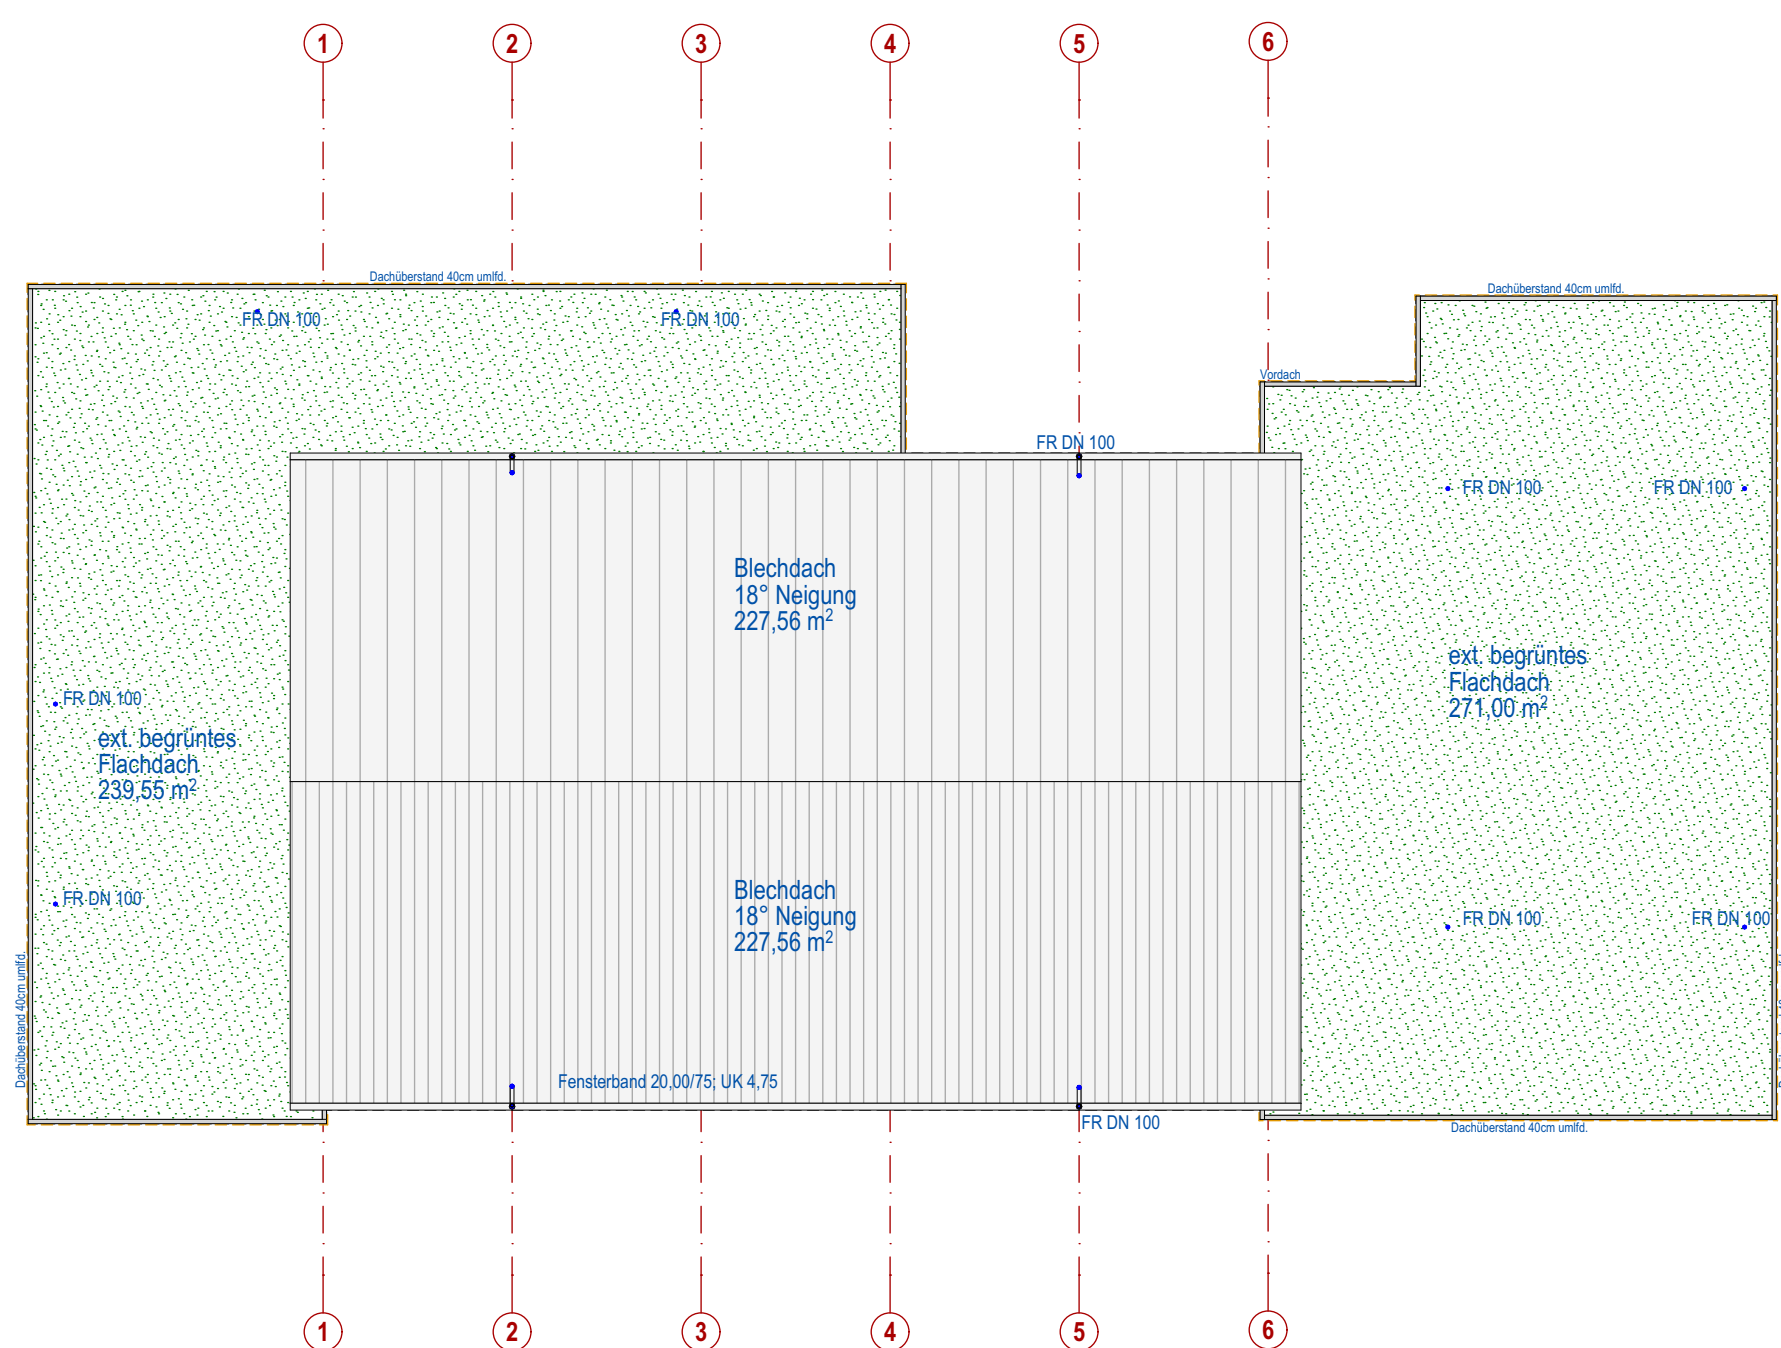 1 2 3 4 5 6
Dachüberstand 40cm umlfd.
Dachüberstand 40cm umlfd.
FR DN 100
FR DN 100
Vordach
FR DN 100
FR DN 100
FR DN 100
Blechdach
18° Neigung
227,56 m²
ext. begrüntes
Flachdach
271,00 m²
FR DN 100
ext. begrüntes
Flachdach
239,55 m²
FR DN 100
Blechdach
18° Neigung
227,56 m²
FR DN 100
FR DN 100
Dachüberstand 40cm umlfd.
Fensterband 20,00/75; UK 4,75
FR DN 100
Dachüberstand 40cm umlfd.
1 2 3 4 5 6